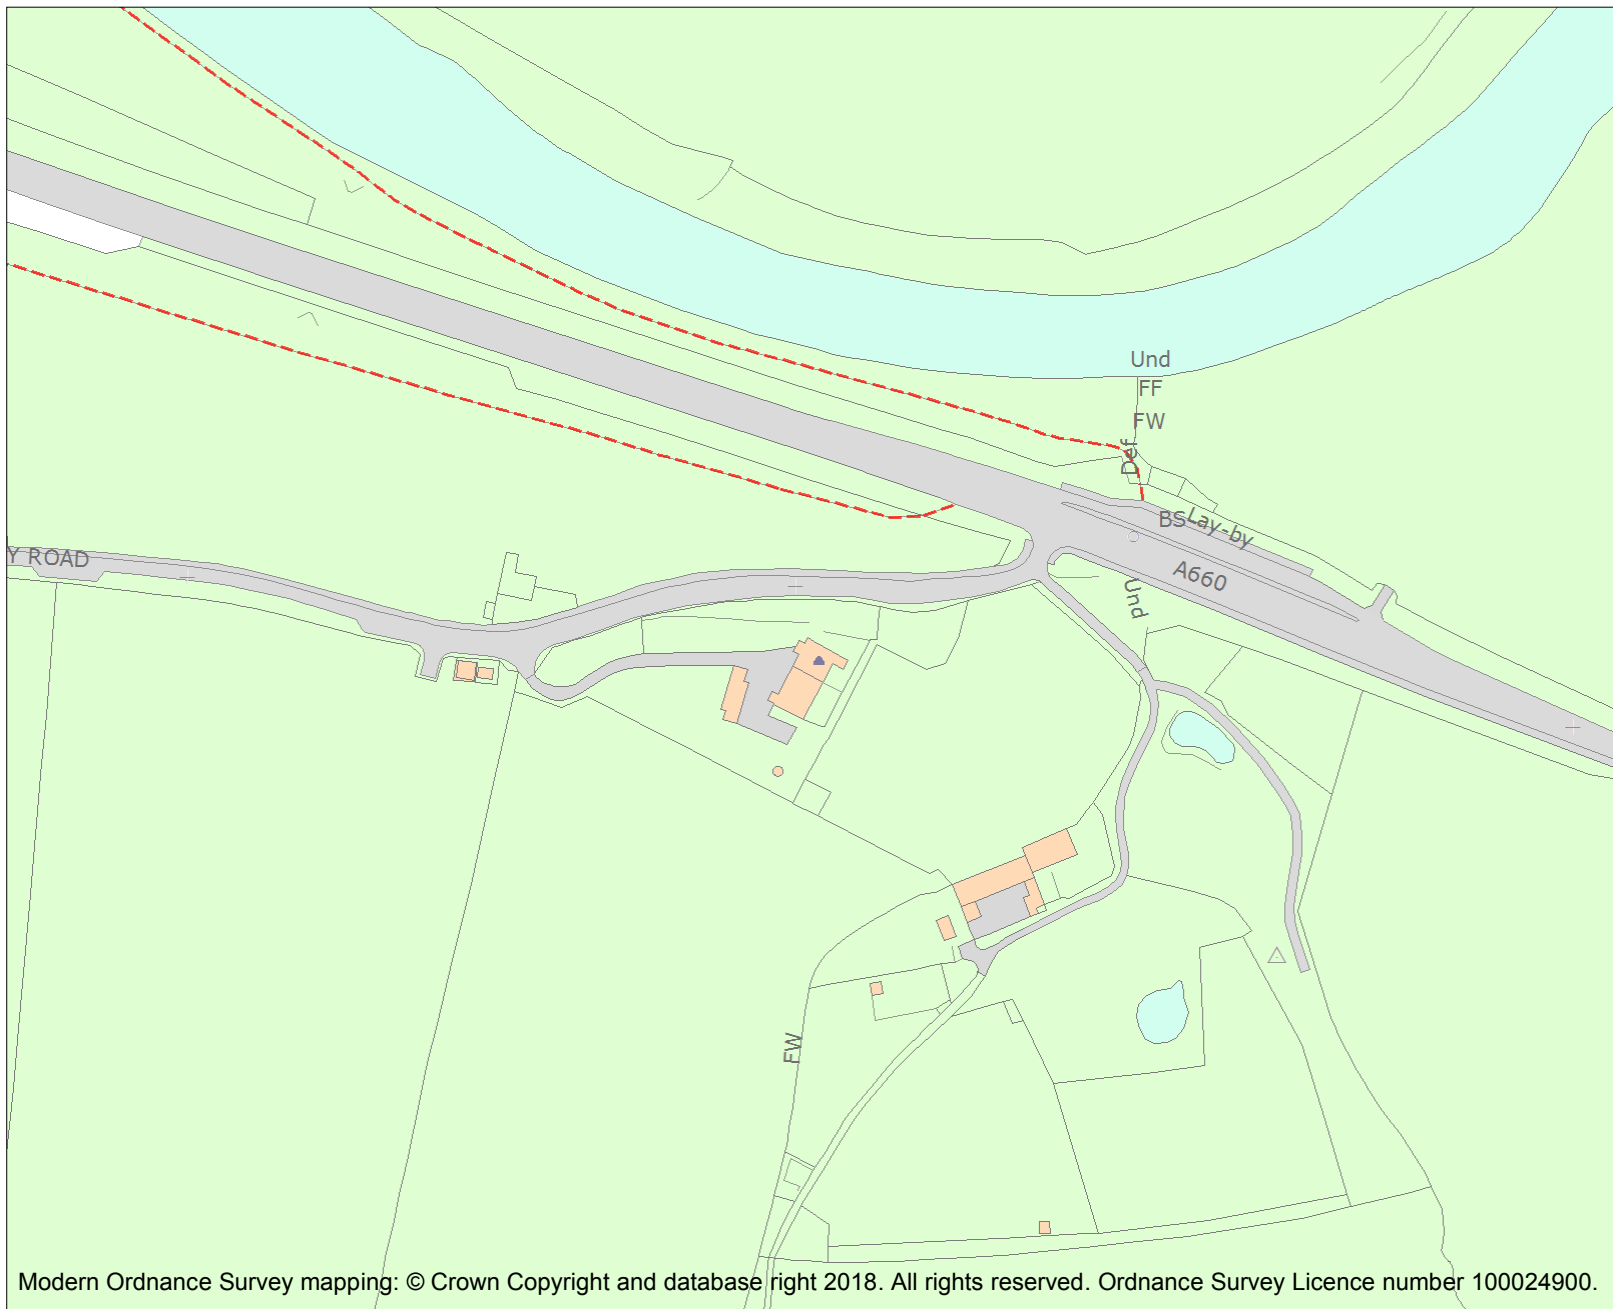 Und
FF
FW
Def
BS
Lay-by
A660
Und
Y ROAD
FW
Modern Ordnance Survey mapping: © Crown Copyright and database right 2018. All rights reserved. Ordnance Survey Licence number 100024900.